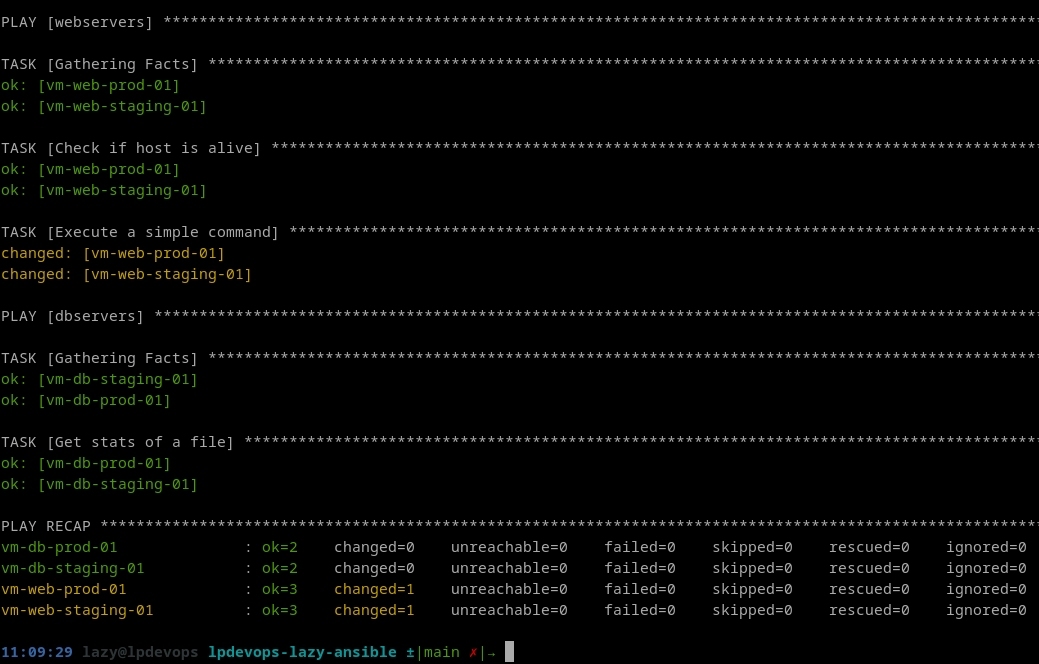 PLAY [webservers] *************************************************************************************************
TASK [Gathering Facts] ********************************************************************************************
ok: [vm-web-prod-01]
ok: [vm-web-staging-01]
TASK [Check if host is alive] *************************************************************************************
ok: [vm-web-prod-01]
ok: [vm-web-staging-01]
TASK [Execute a simple command] ***********************************************************************************
changed: [vm-web-prod-01]
changed: [vm-web-staging-01]
PLAY [dbservers] **************************************************************************************************
TASK [Gathering Facts] ********************************************************************************************
ok: [vm-db-staging-01]
ok: [vm-db-prod-01]
TASK [Get stats of a file] ****************************************************************************************
ok: [vm-db-prod-01]
ok: [vm-db-staging-01]
PLAY RECAP ********************************************************************************************************
vm-db-prod-01              : ok=2    changed=0    unreachable=0    failed=0    skipped=0    rescued=0    ignored=0
vm-db-staging-01           : ok=2    changed=0    unreachable=0    failed=0    skipped=0    rescued=0    ignored=0
vm-web-prod-01             : ok=3    changed=1    unreachable=0    failed=0    skipped=0    rescued=0    ignored=0
vm-web-staging-01          : ok=3    changed=1    unreachable=0    failed=0    skipped=0    rescued=0    ignored=0
11:09:29 lazy@lpdevops lpdevops-lazy-ansible ±|main ✗|→